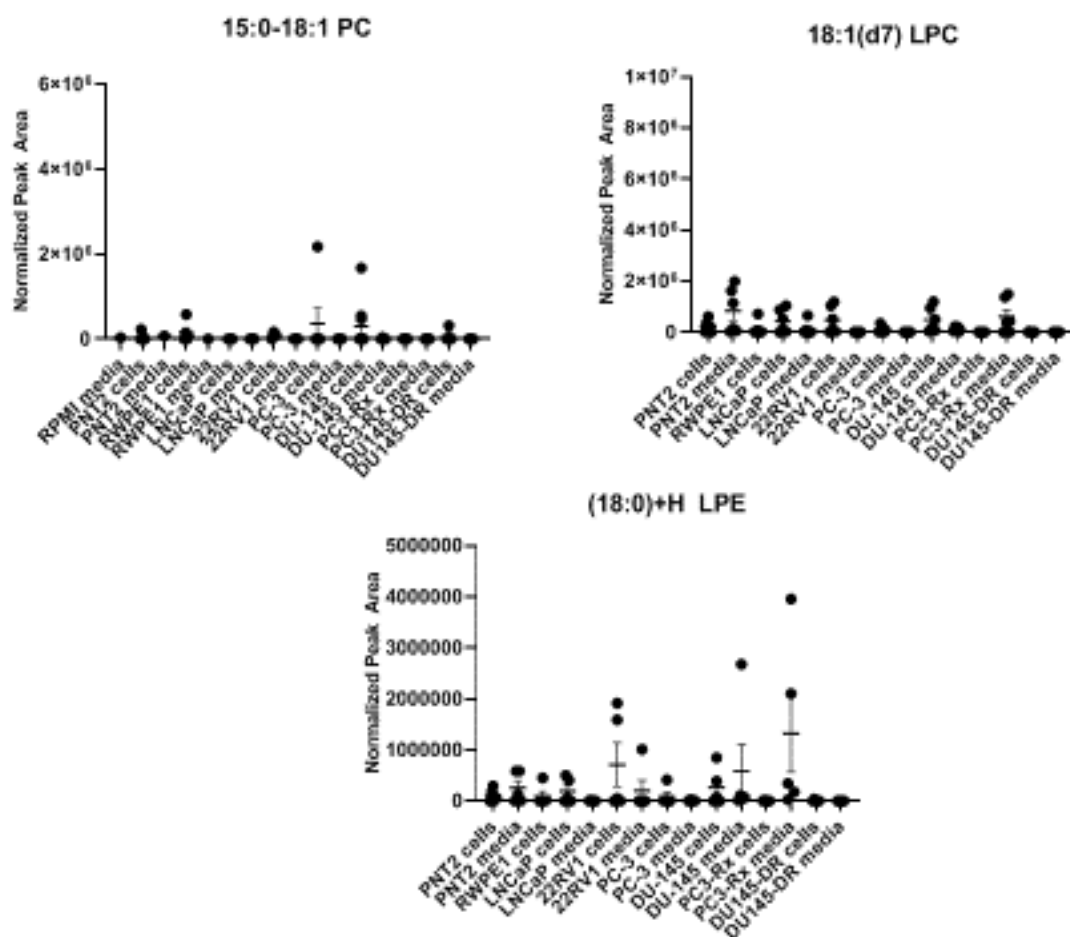 15:0-18:1 PC
Normalized Peak Area
6×10⁶
4×10⁶
2×10⁶
0
RPMI media
PNT2 cells
PNT2 media
RWPE1 cells
RWPE1 media
LNCaP cells
LNCaP media
22RV1 cells
22RV1 media
PC-3 cells
PC-3 media
DU-145 cells
DU-145 media
PC3-Rx cells
PC3-Rx media
DU145-DR cells
DU145-DR media
18:1(d7) LPC
Normalized Peak Area
1×10⁷
8×10⁶
6×10⁶
4×10⁶
2×10⁶
0
PNT2 cells
PNT2 media
RWPE1 cells
LNCaP cells
LNCaP media
22RV1 cells
22RV1 media
PC-3 cells
PC-3 media
DU-145 cells
DU-145 media
PC3-Rx cells
PC3-Rx media
DU145-DR cells
DU145-DR media
(18:0)+H LPE
Normalized Peak Area
5000000
4000000
3000000
2000000
1000000
0
PNT2 cells
PNT2 media
RWPE1 cells
LNCaP cells
LNCaP media
22RV1 cells
22RV1 media
PC-3 cells
PC-3 media
DU-145 cells
DU-145 media
PC3-Rx cells
PC3-Rx media
DU145-DR cells
DU145-DR media